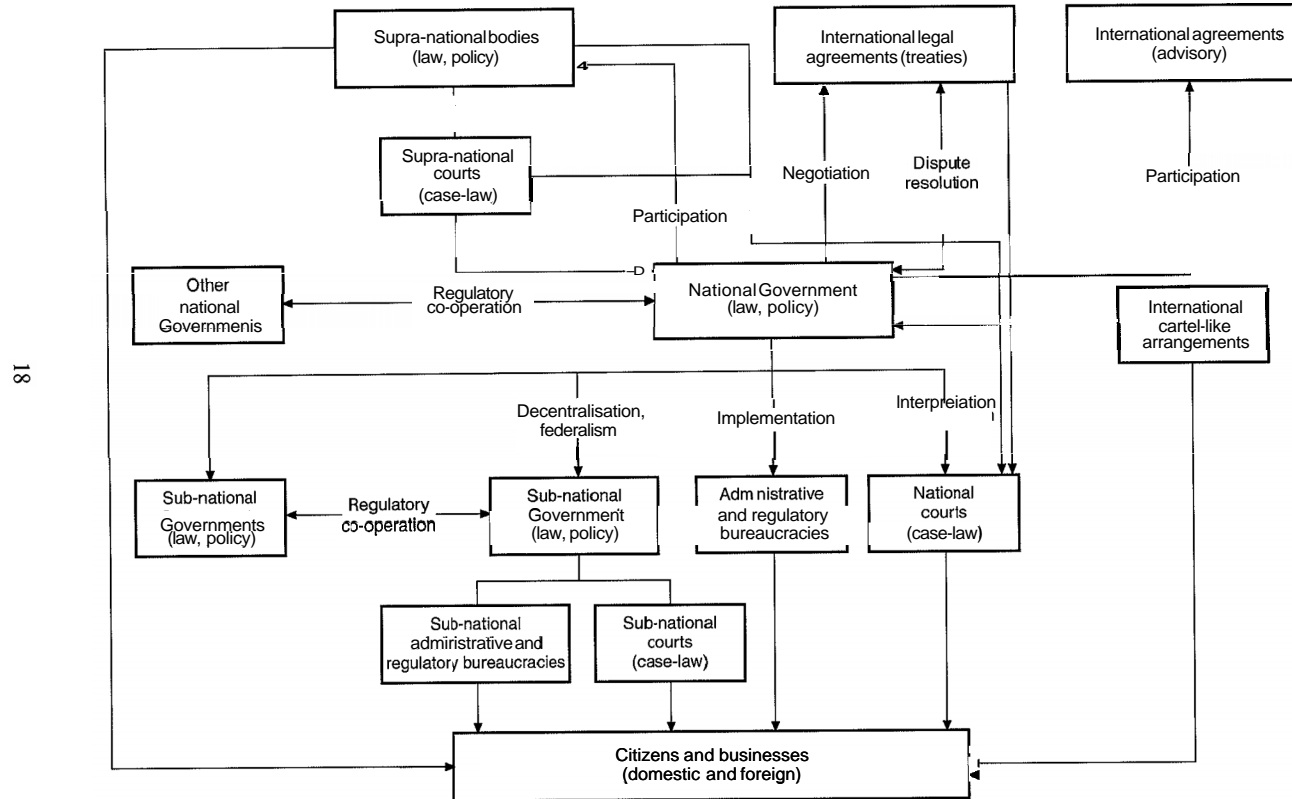 Supra-national bodies
(law, policy)
International legal
agreements (treaties)
International agreements
(advisory)
Supra-national
courts
(case-law)
Negotiation
Dispute
resolution
Participation
Participation
Other
national
Governmenis
Regulatory
co-operation
National Government
(law, policy)
International
cartel-like
arrangements
18
Decentralisation,
federalism
Implementation
Interpreiation
Sub-national
Governments
(law, policy)
Regulatory
co-operation
Sub-national
Government
(law, policy)
Adm nistrative
and regulatory
bureaucracies
National
courts
(case-law)
Sub-national
admiristrative and
regulatory bureaucracies
Sub-national
courts
(case-law)
Citizens and businesses
(domestic and foreign)